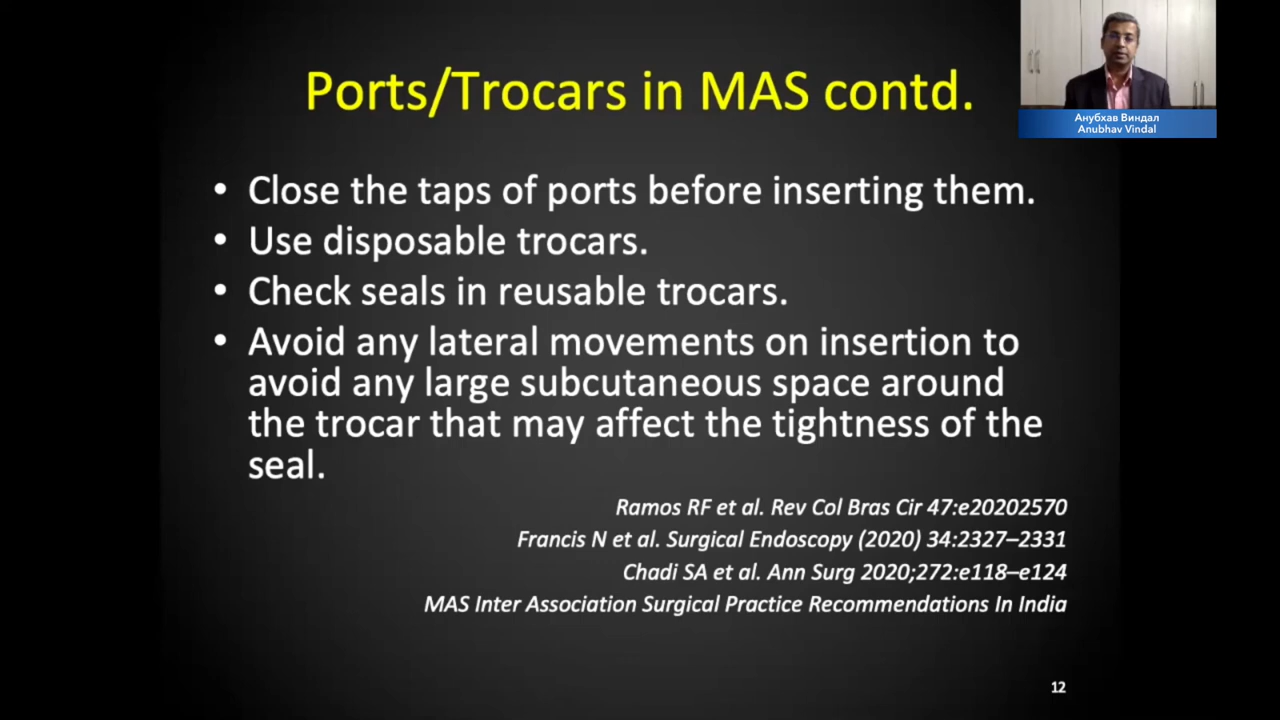 Ports/Trocars in MAS contd.
Анубхав Виндал
Anubhav Vindal
• Close the taps of ports before inserting them.
• Use disposable trocars.
• Check seals in reusable trocars.
• Avoid any lateral movements on insertion to
avoid any large subcutaneous space around
the trocar that may affect the tightness of the
seal.
Ramos RF et al. Rev Col Bras Cir 47:e20202570
Francis N et al. Surgical Endoscopy (2020) 34:2327–2331
Chadi SA et al. Ann Surg 2020;272:e118–e124
MAS Inter Association Surgical Practice Recommendations In India
12